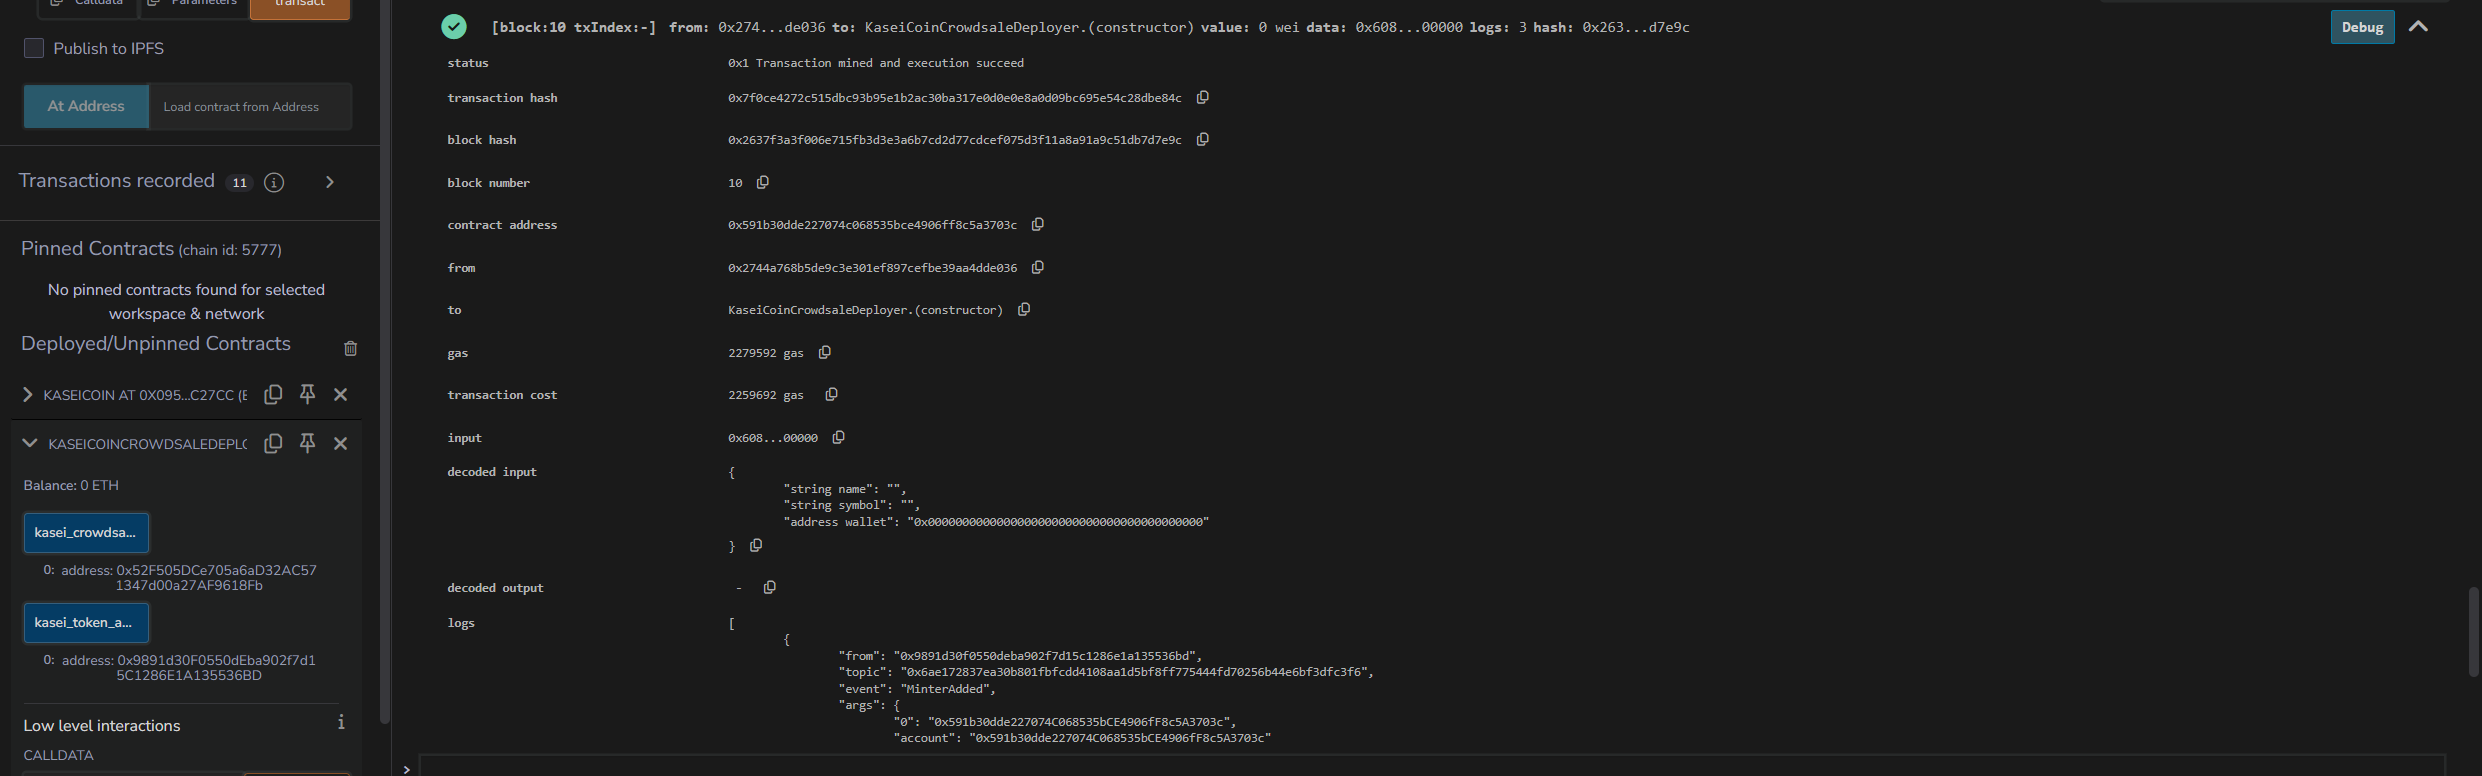 Calldata
Parameters
transact
Publish to IPFS
At Address
Load contract from Address
Transactions recorded 11
Pinned Contracts (chain id: 5777)
No pinned contracts found for selected
workspace & network
Deployed/Unpinned Contracts
KASEICOIN AT 0X095...C27CC (E
KASEICOINCROWDSALEDEPLC
Balance: 0 ETH
kasei_crowdsa...
0: address: 0x52F505DCe705a6aD32AC57
1347d00a27AF9618Fb
kasei_token_a...
0: address: 0x9891d30F0550dEba902f7d1
5C1286E1A135536BD
Low level interactions
CALLDATA
[block:10 txIndex:-] from: 0x274...de036 to: KaseiCoinCrowdsaleDeployer.(constructor) value: 0 wei data: 0x608...00000 logs: 3 hash: 0x263...d7e9c
Debug
status 0x1 Transaction mined and execution succeed
transaction hash 0x7f0ce4272c515dbc93b95e1b2ac30ba317e0d0e0e8a0d09bc695e54c28dbe84c
block hash 0x2637f3a3f006e715fb3d3e3a6b7cd2d77cdcef075d3f11a8a91a9c51db7d7e9c
block number 10
contract address 0x591b30dde227074c068535bce4906ff8c5a3703c
from 0x2744a768b5de9c3e301ef897cefbe39aa4dde036
to KaseiCoinCrowdsaleDeployer.(constructor)
gas 2279592 gas
transaction cost 2259692 gas
input 0x608...00000
decoded input {
"string name": "",
"string symbol": "",
"address wallet": "0x0000000000000000000000000000000000000000"
}
decoded output -
logs [
{
"from": "0x9891d30f0550deba902f7d15c1286e1a135536bd",
"topic": "0x6ae172837ea30b801fbfcdd4108aa1d5bf8ff775444fd70256b44e6bf3dfc3f6",
"event": "MinterAdded",
"args": {
"0": "0x591b30dde227074C068535bCE4906fF8c5A3703c",
"account": "0x591b30dde227074C068535bCE4906fF8c5A3703c"
>